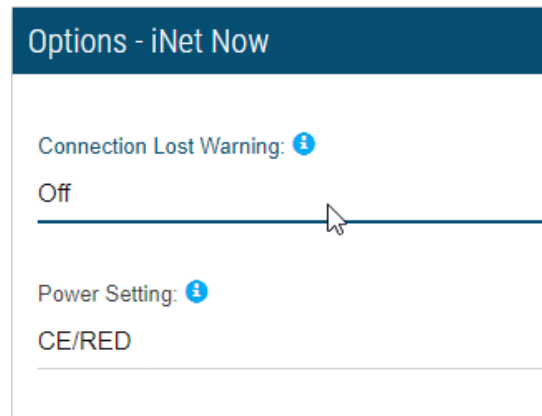 Options - iNet Now
Connection Lost Warning:
Off
Power Setting:
CE/RED